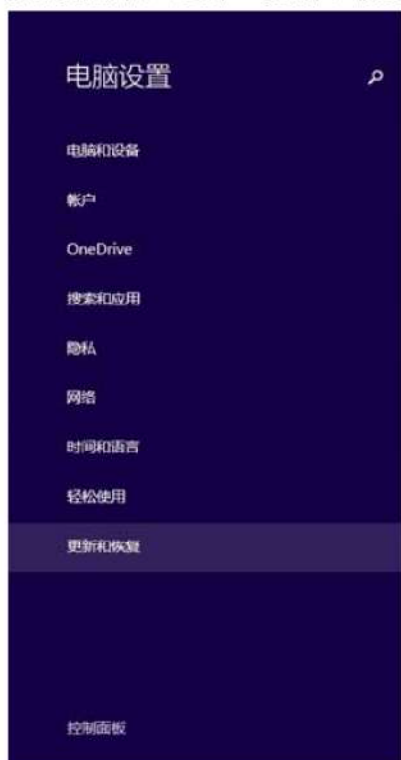 电脑设置
电脑和设备
帐户
OneDrive
搜索和应用
隐私
网络
时间和语言
轻松使用
更新和恢复
控制面板